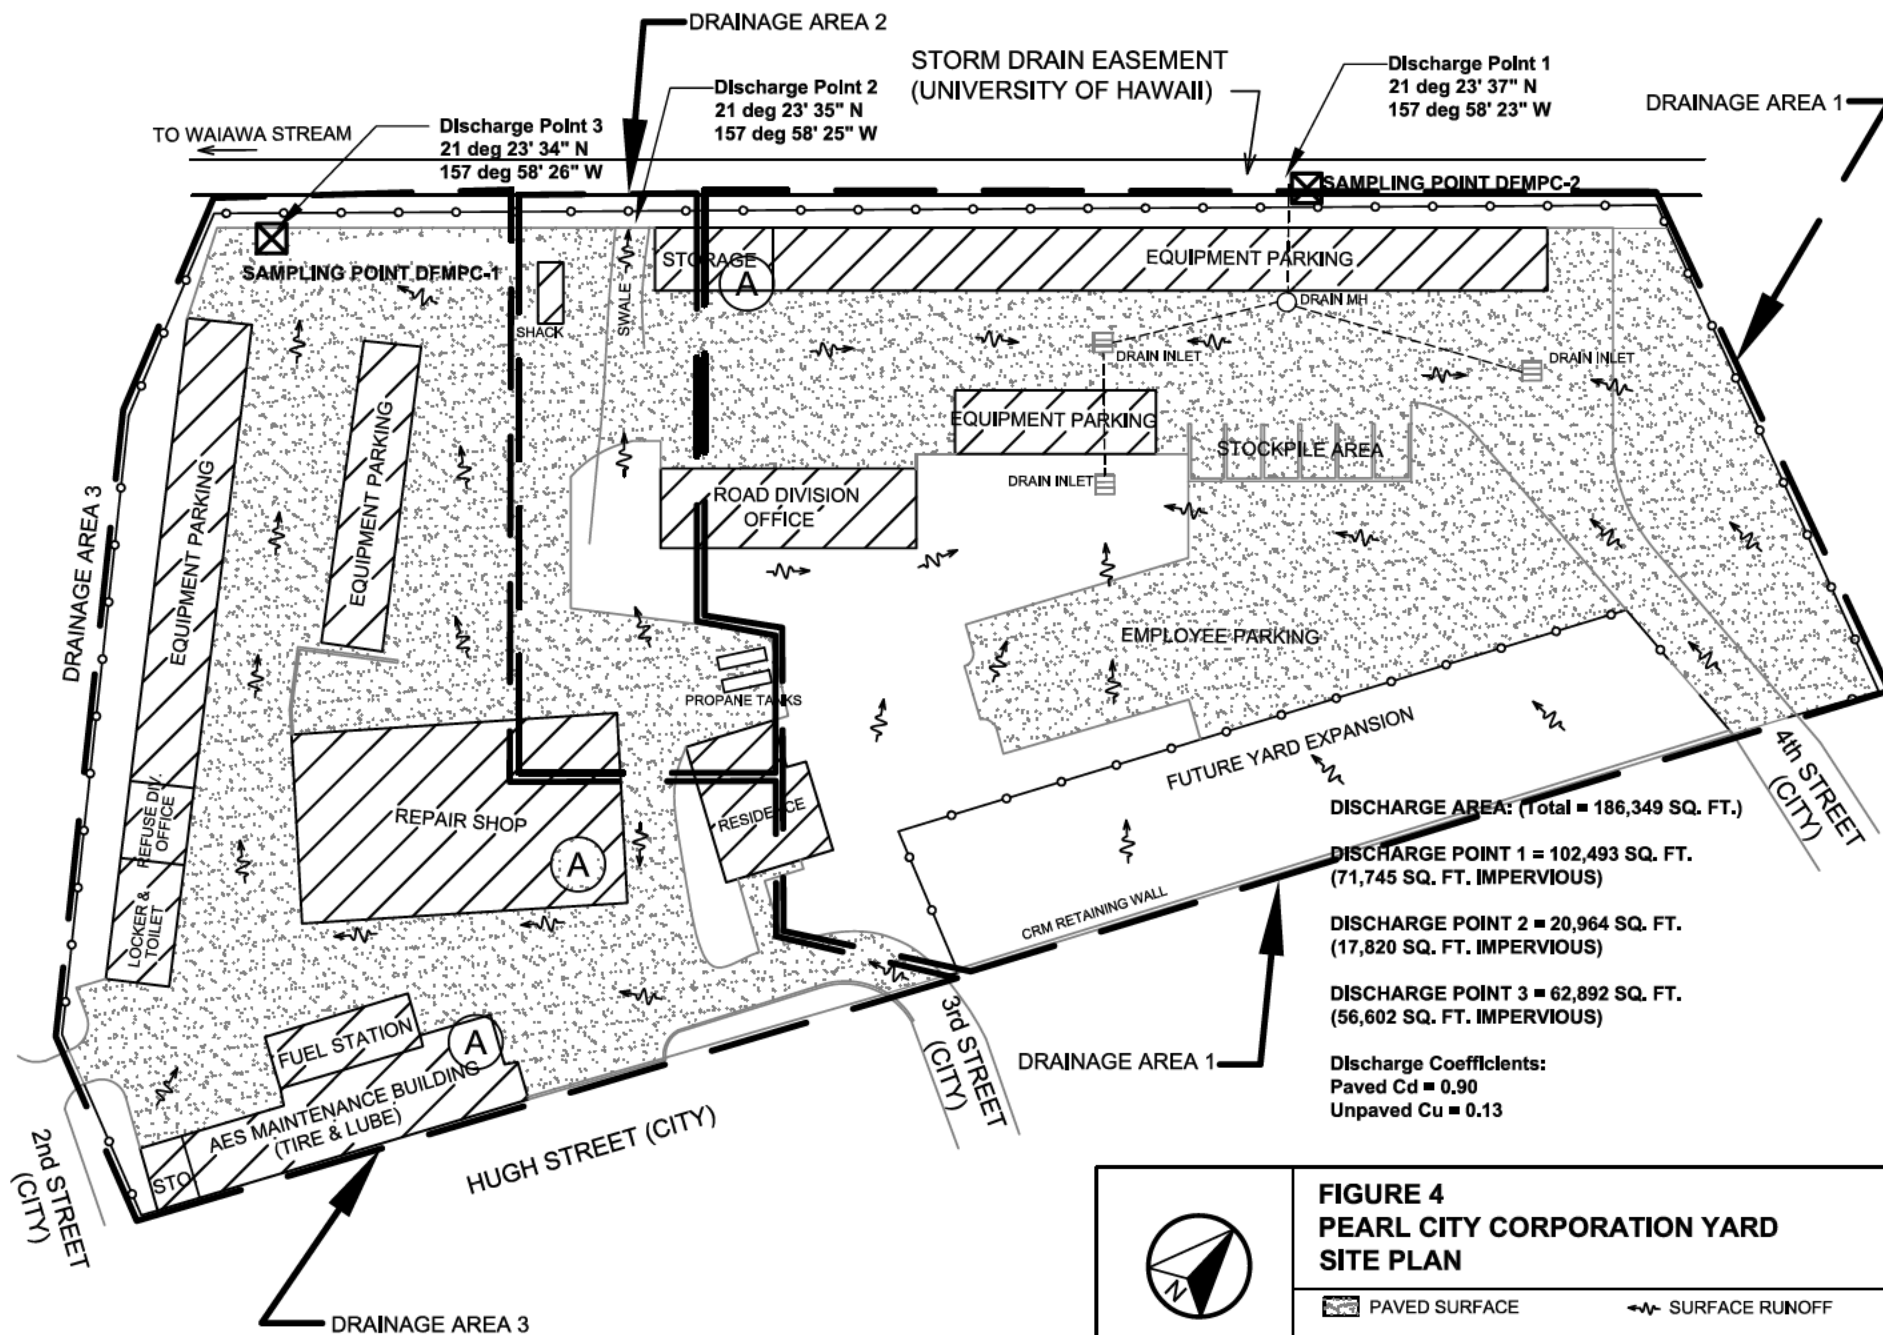 DRAINAGE AREA 2
STORM DRAIN EASEMENT
(UNIVERSITY OF HAWAII)
Discharge Point 1
21 deg 23' 37" N
157 deg 58' 23" W
DRAINAGE AREA 1
Discharge Point 2
21 deg 23' 35" N
157 deg 58' 25" W
TO WAIAWA STREAM
Discharge Point 3
21 deg 23' 34" N
157 deg 58' 26" W
SAMPLING POINT DFMPC-2
SAMPLING POINT DFMPC-1
STORAGE
A
EQUIPMENT PARKING
SHACK
SWALE
DRAIN MH
DRAIN INLET
DRAIN INLET
EQUIPMENT PARKING
EQUIPMENT PARKING
EQUIPMENT PARKING
STOCKPILE AREA
DRAIN INLET
ROAD DIVISION
OFFICE
DRAINAGE AREA 3
EMPLOYEE PARKING
PROPANE TANKS
FUTURE YARD EXPANSION
4th STREET
(CITY)
REPAIR SHOP
A
RESIDENCE
REFUSE DIV.
OFFICE
LOCKER &
TOILET
CRM RETAINING WALL
DISCHARGE AREA: (Total = 186,349 SQ. FT.)
DISCHARGE POINT 1 = 102,493 SQ. FT.
(71,745 SQ. FT. IMPERVIOUS)
DISCHARGE POINT 2 = 20,964 SQ. FT.
(17,820 SQ. FT. IMPERVIOUS)
DISCHARGE POINT 3 = 62,892 SQ. FT.
(56,602 SQ. FT. IMPERVIOUS)
Discharge Coefficients:
Paved Cd = 0.90
Unpaved Cu = 0.13
FUEL STATION
A
AES MAINTENANCE BUILDING
(TIRE & LUBE)
STO
3rd STREET
(CITY)
DRAINAGE AREA 1
HUGH STREET (CITY)
2nd STREET
(CITY)
DRAINAGE AREA 3
N
FIGURE 4
PEARL CITY CORPORATION YARD
SITE PLAN
PAVED SURFACE
SURFACE RUNOFF